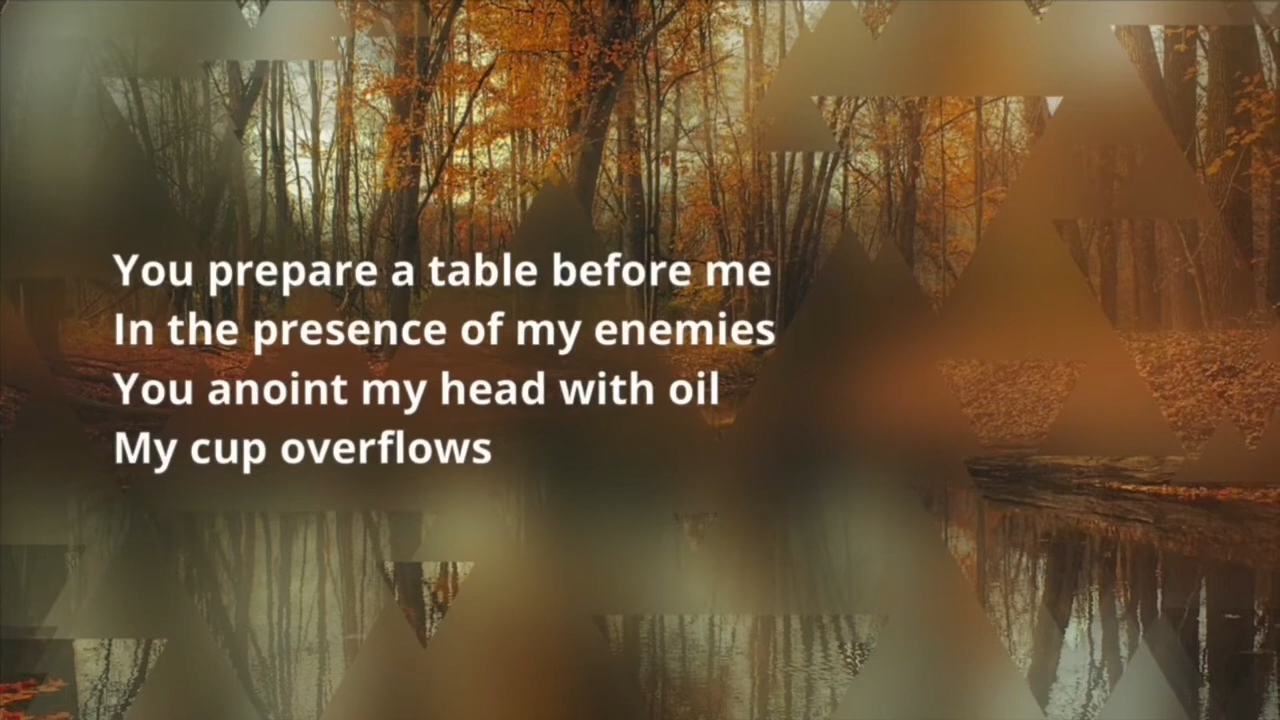 You prepare a table before me
In the presence of my enemies
You anoint my head with oil
My cup overflows